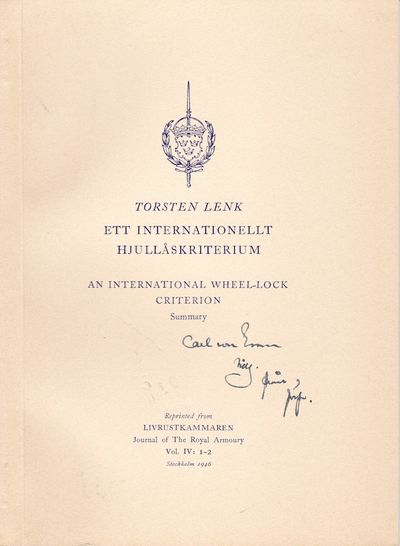 TORSTEN LENK
ETT INTERNATIONELLT
HJULLÅSKRITERIUM
AN INTERNATIONAL WHEEL-LOCK
CRITERION
Summary
Carl von
Reprinted from
LIVRUSTKAMMAREN
Journal of The Royal Armoury
Vol. IV: 1-2
Stockholm 1946